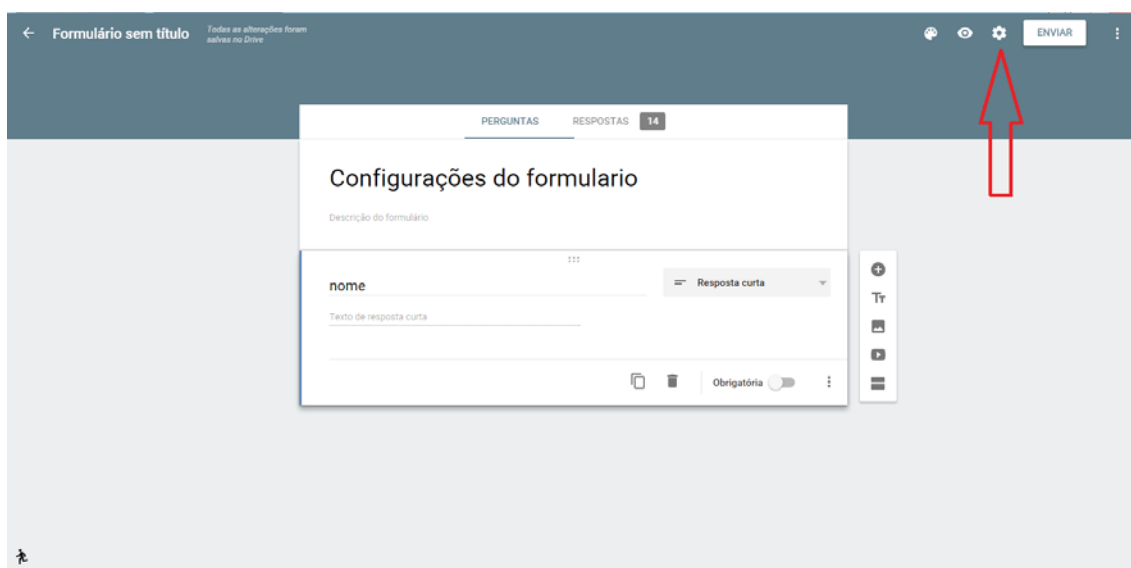 Formulário sem título
Todas as alterações foram
salvas no Drive
ENVIAR
PERGUNTAS RESPOSTAS 14
Configurações do formulario
Descrição do formulário
nome
Resposta curta
Texto de resposta curta
Obrigatória
Tт